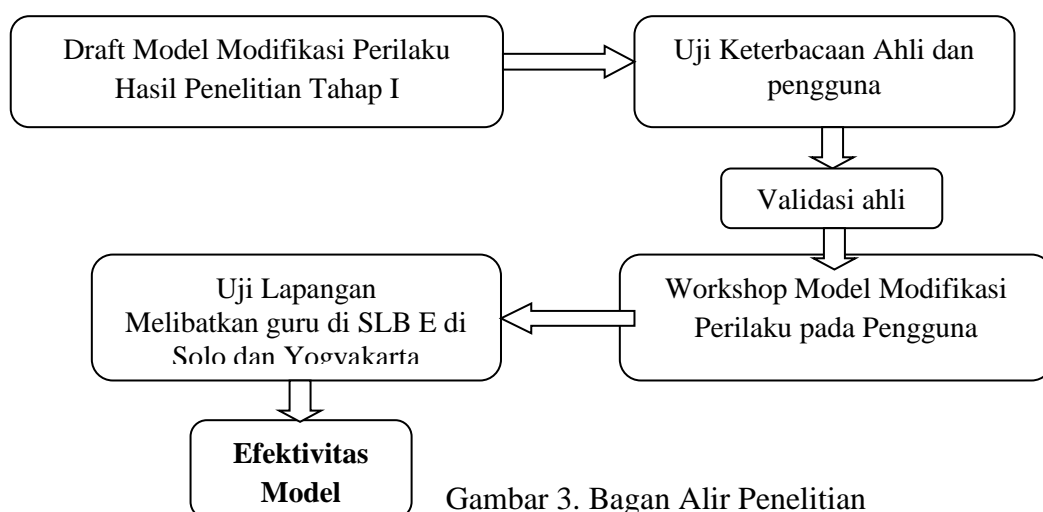 Draft Model Modifikasi Perilaku
Hasil Penelitian Tahap I
Uji Keterbacaan Ahli dan
pengguna
Validasi ahli
Workshop Model Modifikasi
Perilaku pada Pengguna
Uji Lapangan
Melibatkan guru di SLB E di
Solo dan Yogyakarta
Efektivitas
Model
Gambar 3. Bagan Alir Penelitian